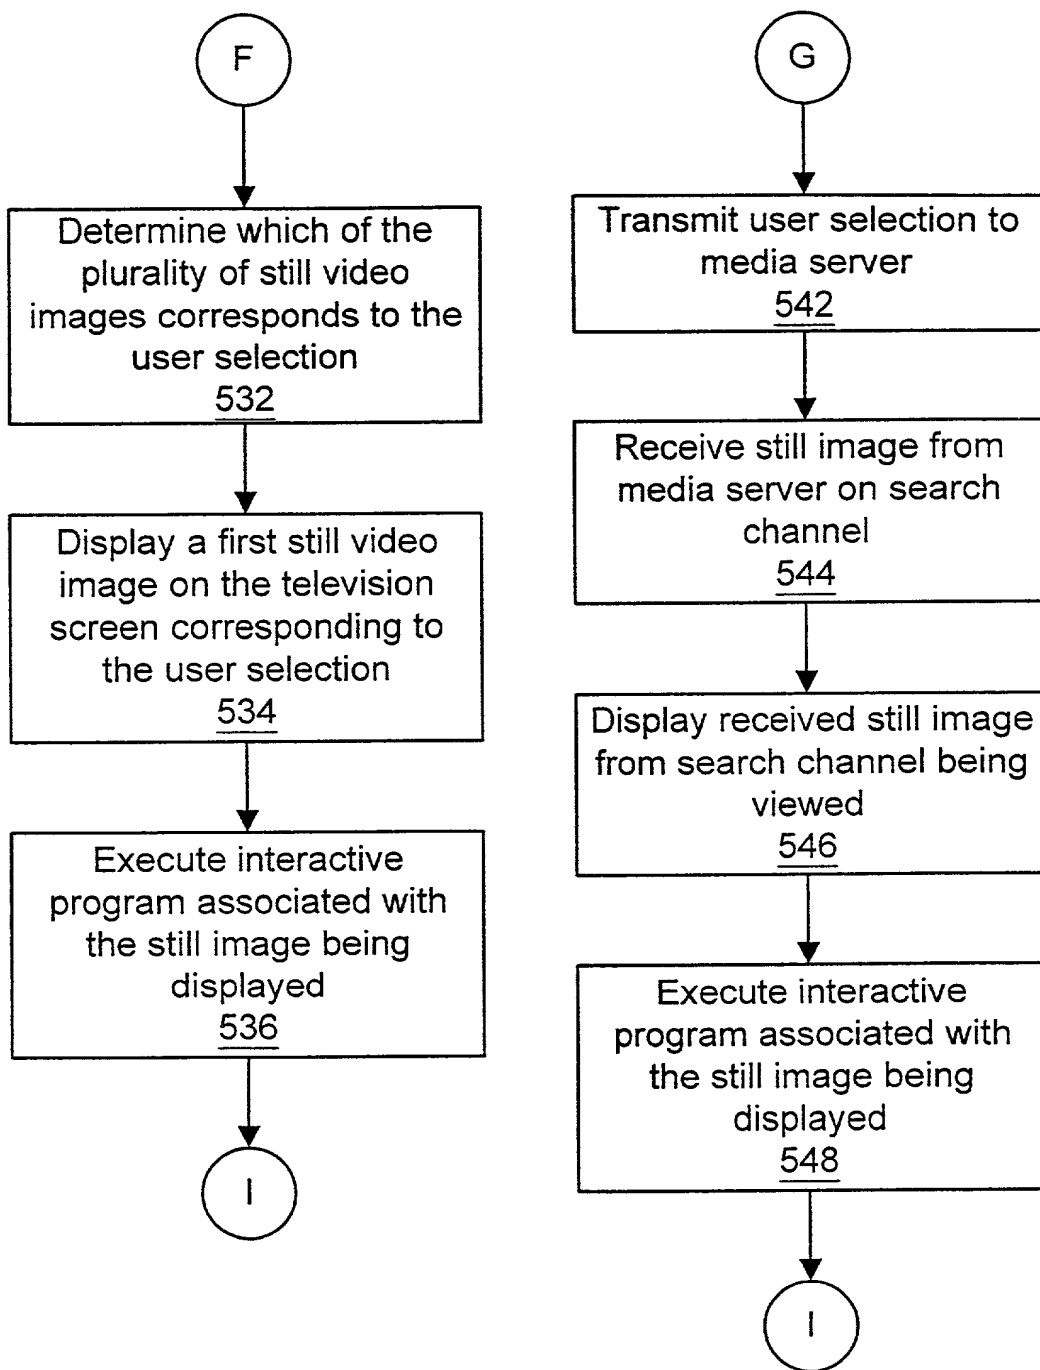 F
Determine which of the
plurality of still video
images corresponds to the
user selection
532
Display a first still video
image on the television
screen corresponding to
the user selection
534
Execute interactive
program associated with
the still image being
displayed
536
I
G
Transmit user selection to
media server
542
Receive still image from
media server on search
channel
544
Display received still image
from search channel being
viewed
546
Execute interactive
program associated with
the still image being
displayed
548
I